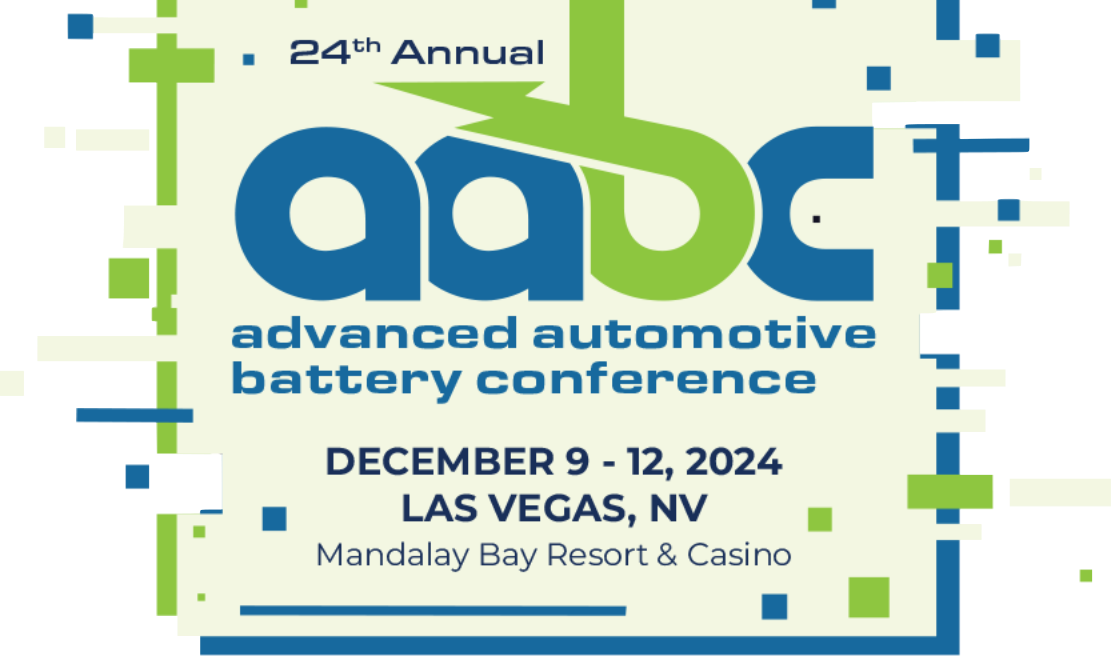 24th Annual
aabc
advanced automotive
battery conference
DECEMBER 9 - 12, 2024
LAS VEGAS, NV
Mandalay Bay Resort & Casino